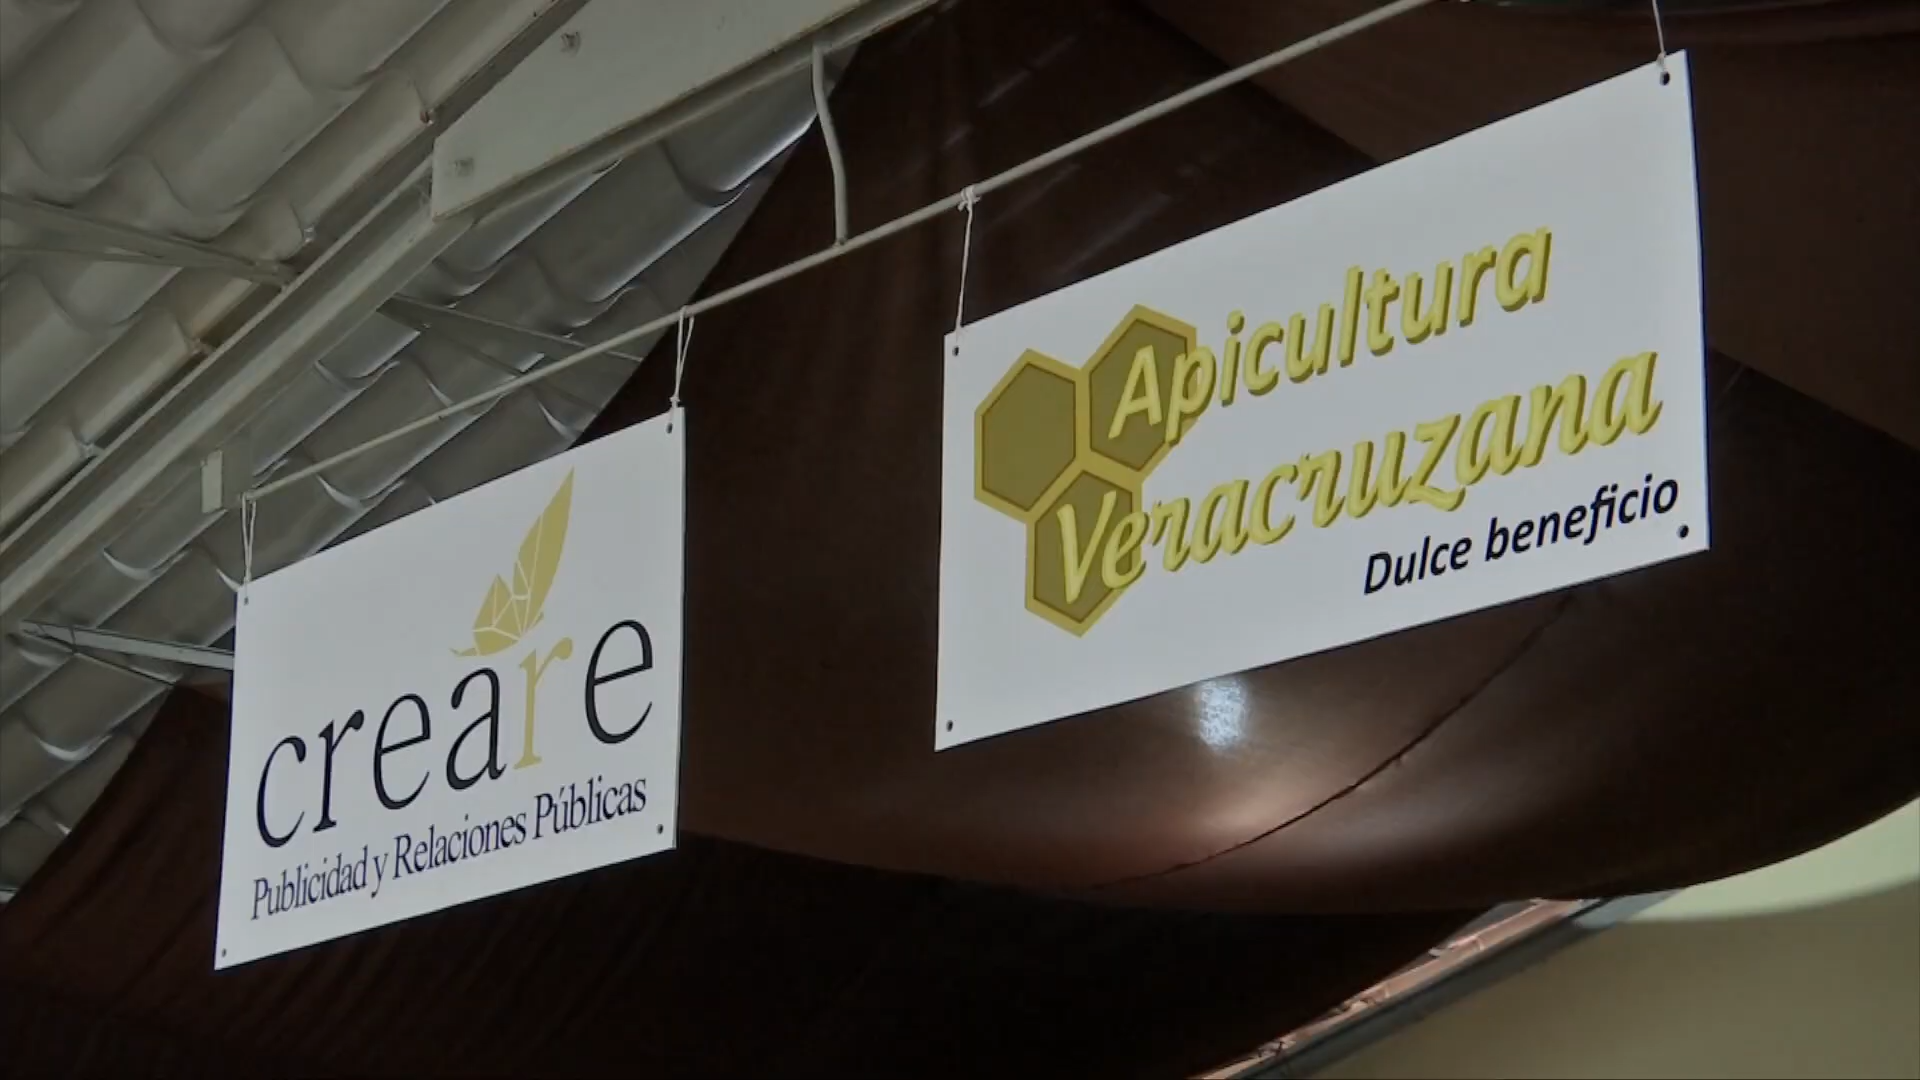 creare
Publicidad y Relaciones Públicas
Apicultura
Veracruzana
Dulce beneficio